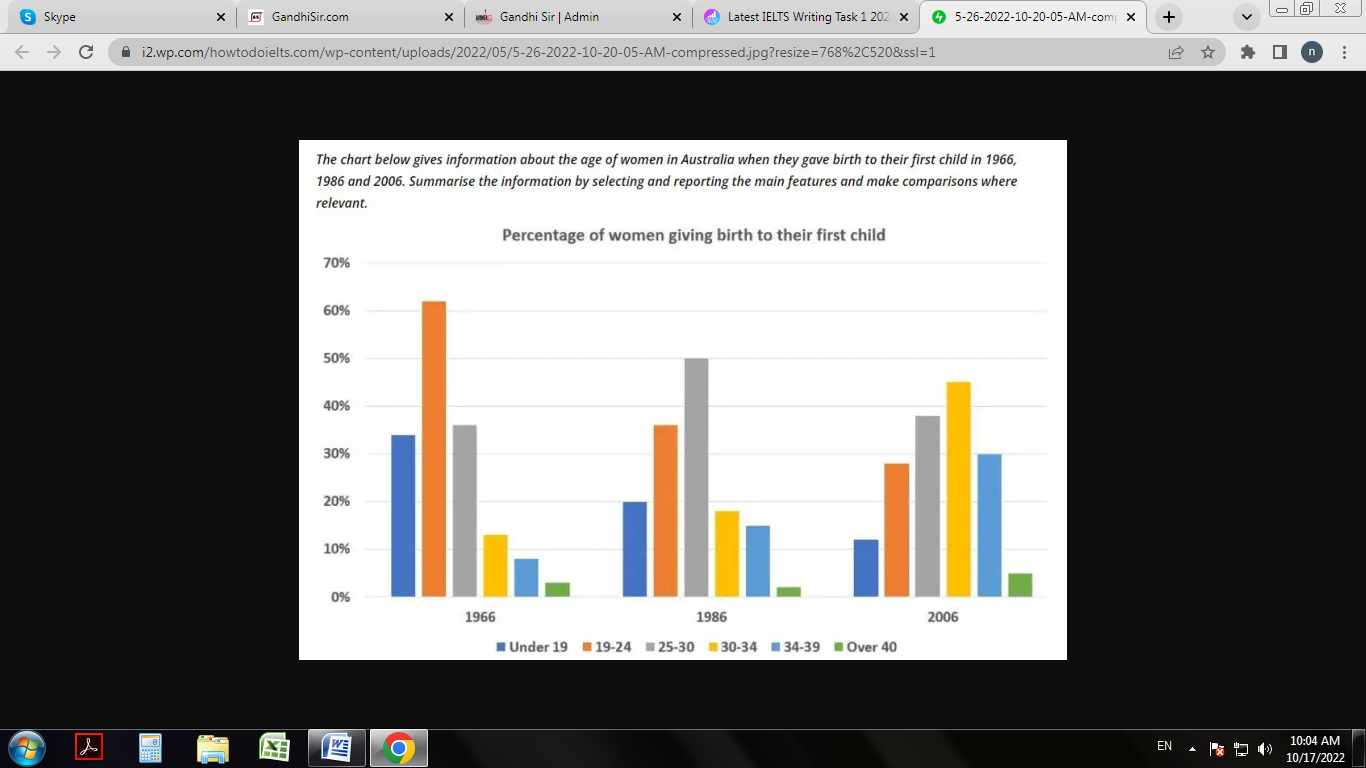 Skype
GandhiSir.com
Gandhi Sir | Admin
Latest IELTS Writing Task 1 202
5-26-2022-10-20-05-AM-com
i2.wp.com/howtodoielts.com/wp-content/uploads/2022/05/5-26-2022-10-20-05-AM-compressed.jpg?resize=768%2C520&ssl=1
n
The chart below gives information about the age of women in Australia when they gave birth to their first child in 1966,
1986 and 2006. Summarise the information by selecting and reporting the main features and make comparisons where
relevant.
Percentage of women giving birth to their first child
70%
60%
50%
40%
30%
20%
10%
0%
1966 1986 2006
Under 19 19-24 25-30 30-34 34-39 Over 40
EN
10:04 AM
10/17/2022